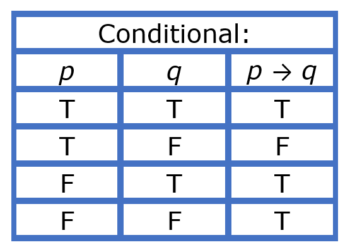 Conditional:
p q p → q
T T T
T F F
F T T
F F T